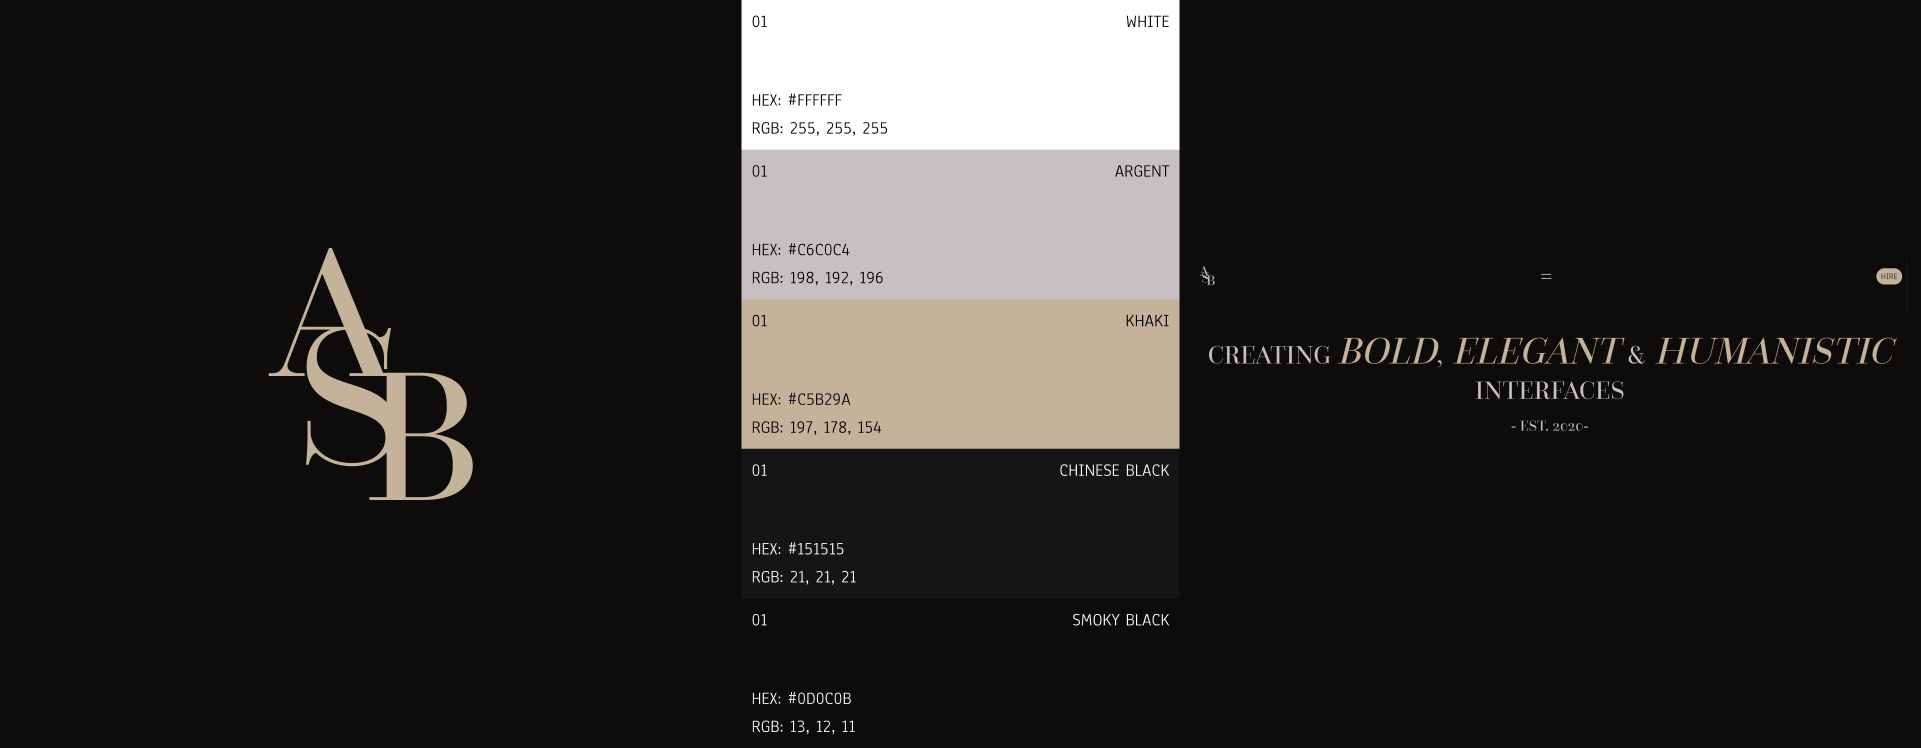 ASB
01 WHITE
HEX: #FFFFFF
RGB: 255, 255, 255
01 ARGENT
HEX: #C6C0C4
RGB: 198, 192, 196
01 KHAKI
HEX: #C5B29A
RGB: 197, 178, 154
01 CHINESE BLACK
HEX: #151515
RGB: 21, 21, 21
01 SMOKY BLACK
HEX: #0D0C0B
RGB: 13, 12, 11
ASB
HIRE
CREATING BOLD, ELEGANT & HUMANISTIC
INTERFACES
- EST. 2020-